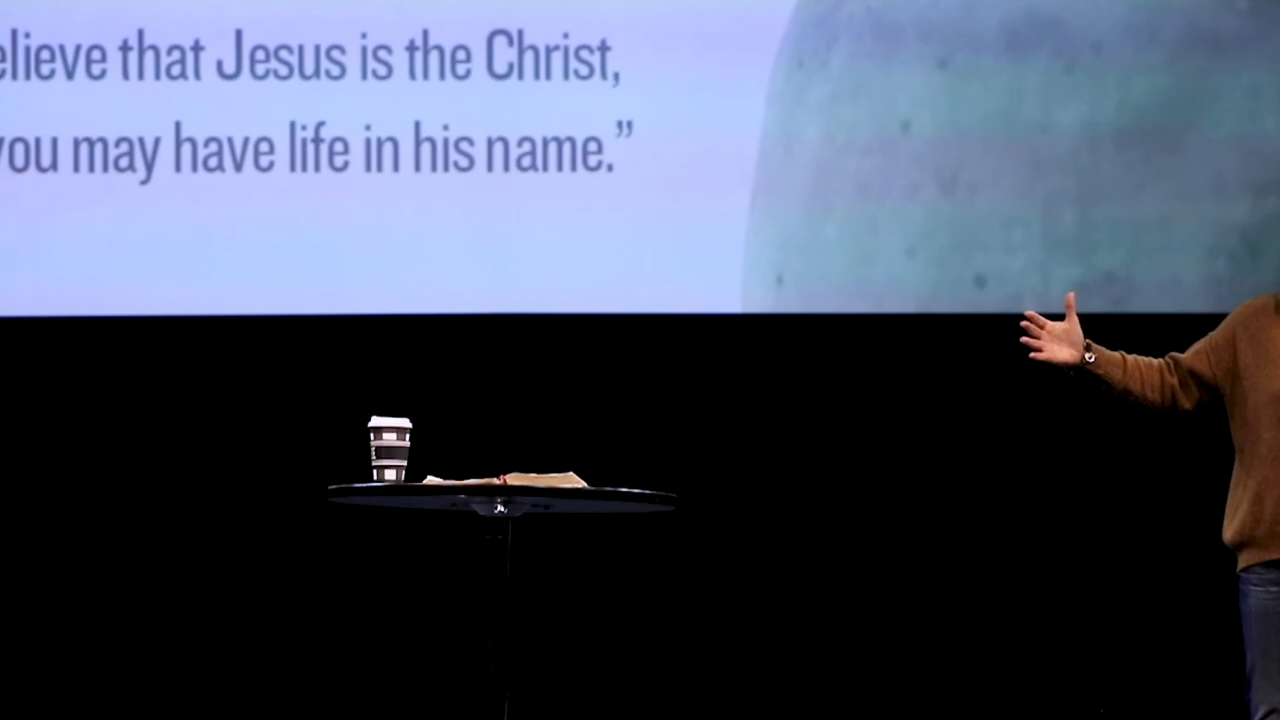 elieve that Jesus is the Christ,
you may have life in his name.”